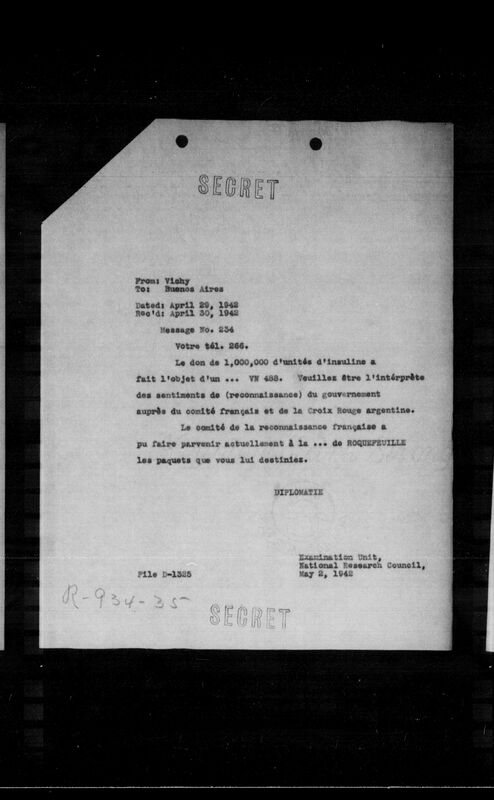 SECRET
From: Vichy
To: Buenos Aires
Dated: April 29, 1942
Rec'd: April 30, 1942
Message No. 234
Votre tél. 266.
Le don de 1,000,000 d'unités d'insuline a
fait l'objet d'un ... VN 488. Veuillez être l'intérprète
des sentiments de (reconnaissance) du gouvernement
auprès du comité français et de la Croix Rouge argentine.
Le comité de la reconnaissance française a
pu faire parvenir actuellement à la ... de ROQUEFEUILLE
les paquets que vous lui destiniez.
DIPLOMATIE
Examination Unit,
National Research Council,
File D-1325 May 2, 1942
R-934-35
SECRET